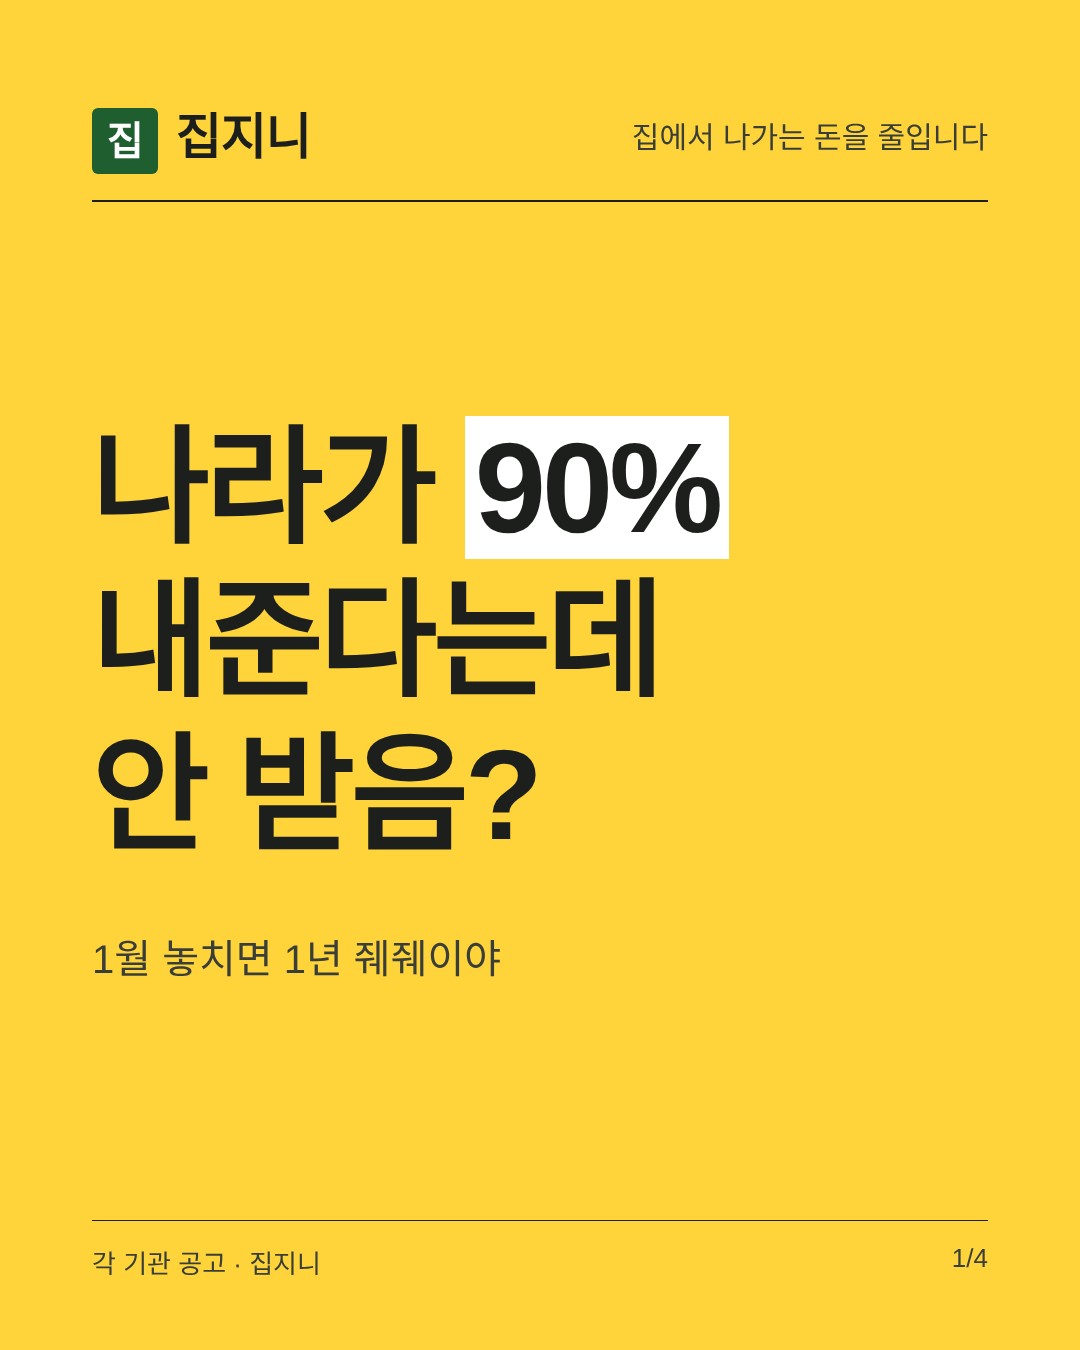 집 집지니
집에서 나가는 돈을 줄입니다
나라가 90%
내준다는데
안 받음?
1월 놓치면 1년 줴줴이야
각 기관 공고 · 집지니
1/4